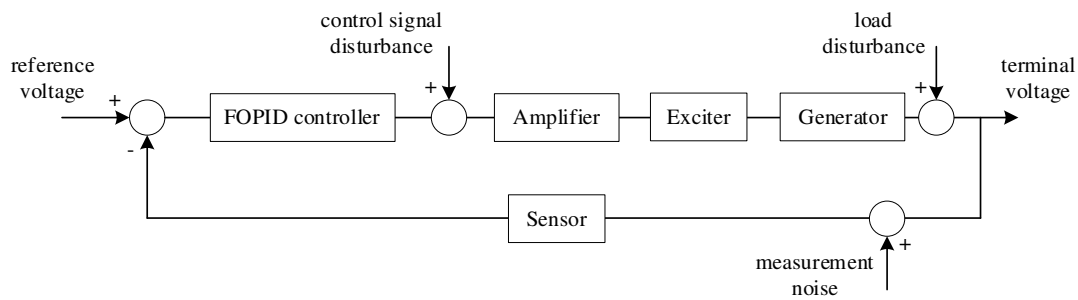 control signal
disturbance
load
disturbance
reference
voltage
terminal
voltage
+
+
+
FOPID controller
Amplifier
Exciter
Generator
-
Sensor
+
measurement
noise